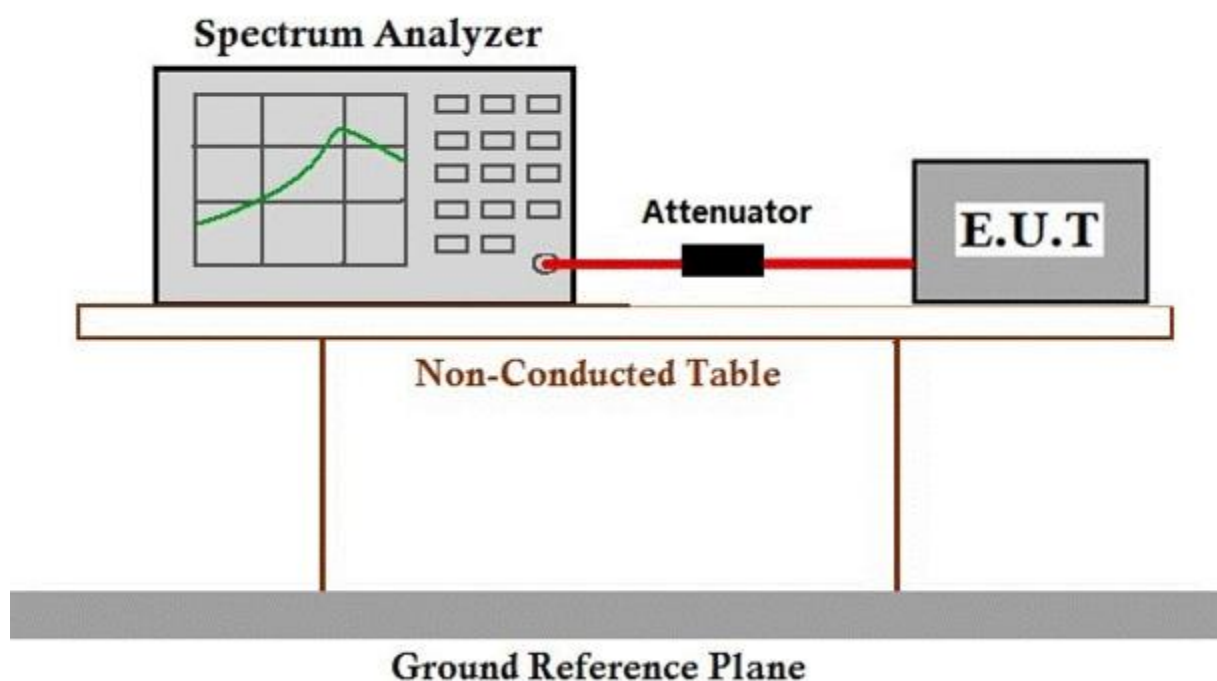 Spectrum Analyzer
Attenuator
E.U.T
Non-Conducted Table
Ground Reference Plane